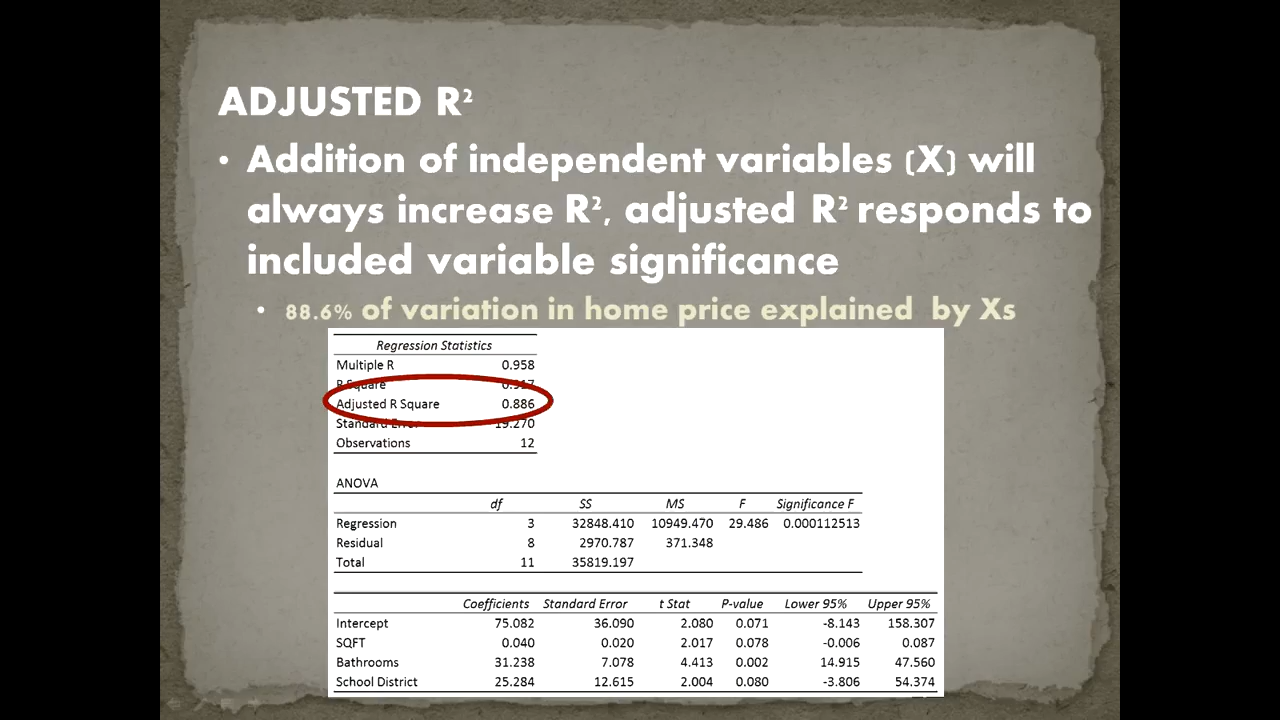 ADJUSTED R²
• Addition of independent variables (X) will
always increase R², adjusted R² responds to
included variable significance
• 88.6% of variation in home price explained by Xs
Regression Statistics
Multiple R 0.958
R Square 0.917
Adjusted R Square 0.886
Standard Error 19.270
Observations 12
ANOVA
df SS MS F Significance F
Regression 3 32848.410 10949.470 29.486 0.000112513
Residual 8 2970.787 371.348
Total 11 35819.197
Coefficients Standard Error t Stat P-value Lower 95% Upper 95%
Intercept 75.082 36.090 2.080 0.071 -8.143 158.307
SQFT 0.040 0.020 2.017 0.078 -0.006 0.087
Bathrooms 31.238 7.078 4.413 0.002 14.915 47.560
School District 25.284 12.615 2.004 0.080 -3.806 54.374